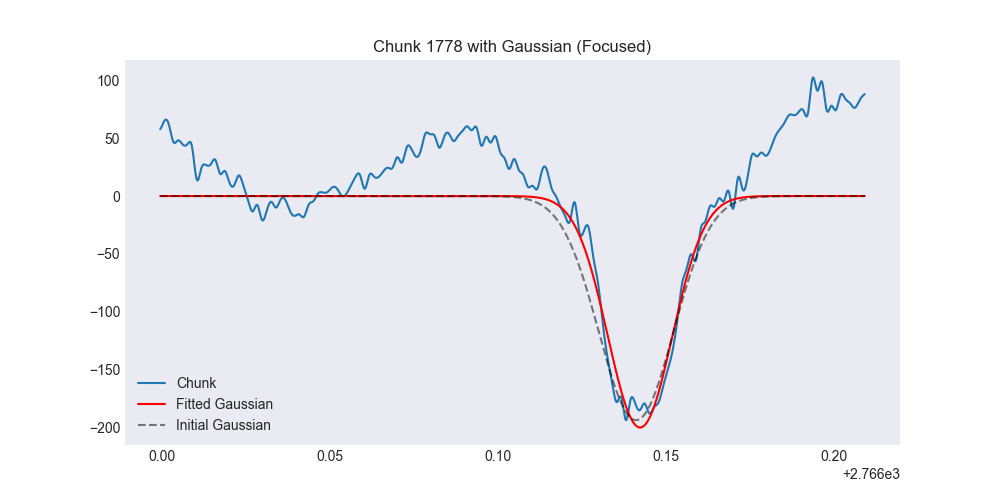 Chunk 1778 with Gaussian (Focused)
100
50
0
−50
−100
−150
−200
Chunk
Fitted Gaussian
Initial Gaussian
0.00 0.05 0.10 0.15 0.20
+2.766e3